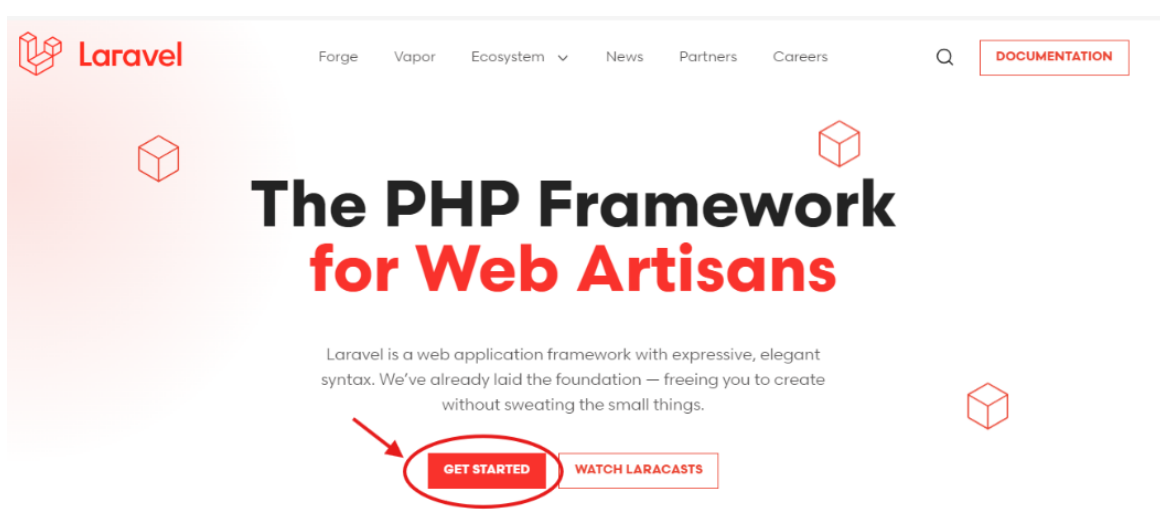 Laravel
Forge Vapor Ecosystem News Partners Careers
DOCUMENTATION
The PHP Framework
for Web Artisans
Laravel is a web application framework with expressive, elegant
syntax. We've already laid the foundation — freeing you to create
without sweating the small things.
GET STARTED
WATCH LARACASTS